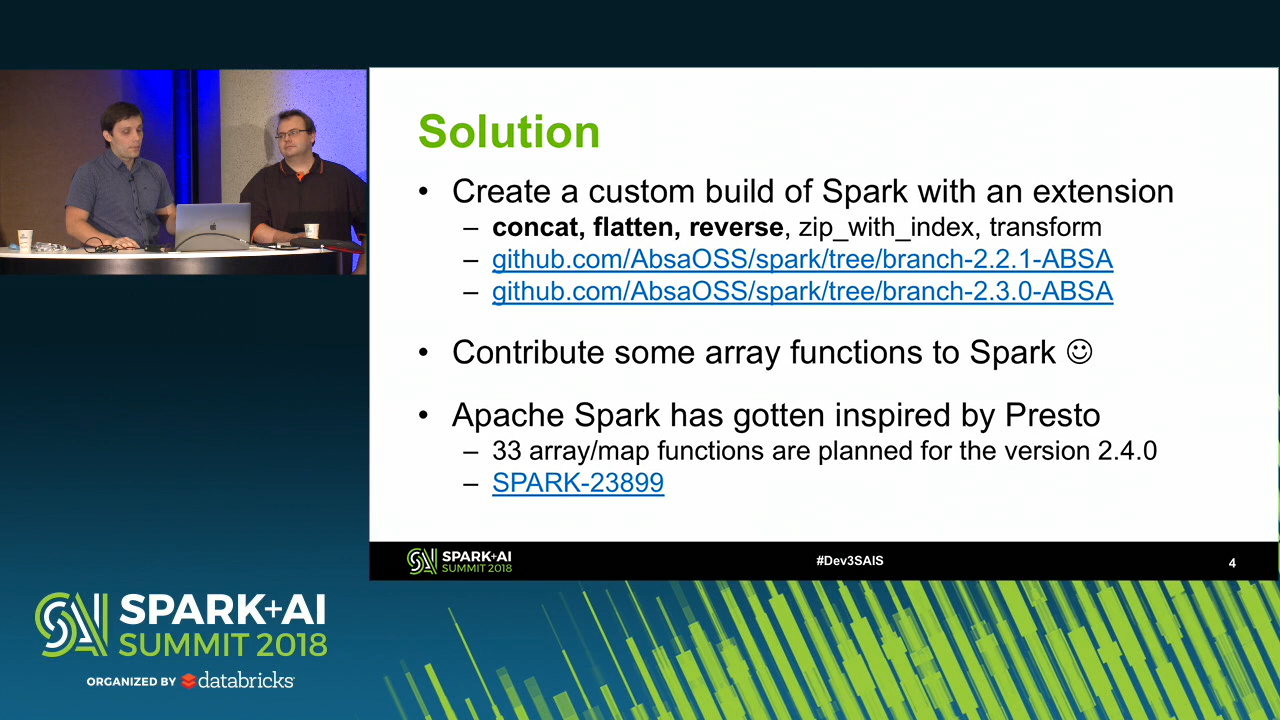 Solution
• Create a custom build of Spark with an extension
– concat, flatten, reverse, zip_with_index, transform
– github.com/AbsaOSS/spark/tree/branch-2.2.1-ABSA
– github.com/AbsaOSS/spark/tree/branch-2.3.0-ABSA
• Contribute some array functions to Spark ☺
• Apache Spark has gotten inspired by Presto
– 33 array/map functions are planned for the version 2.4.0
– SPARK-23899
SPARK+AI
SUMMIT 2018
#Dev3SAIS
4
SPARK+AI
SUMMIT 2018
ORGANIZED BY databricks